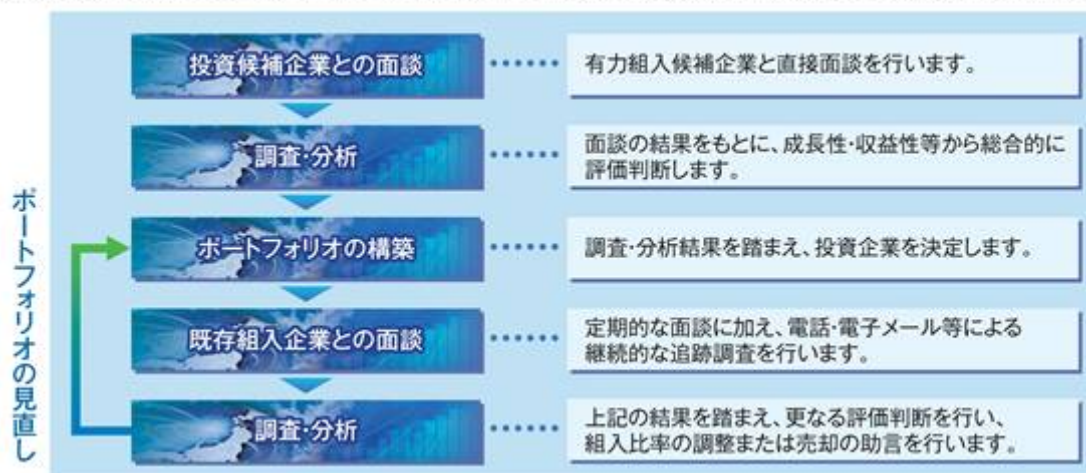 投資候補企業との面談
有力組入候補企業と直接面談を行います。
調査・分析
面談の結果をもとに、成長性・収益性等から総合的に
評価判断します。
ポートフォリオの構築
調査・分析結果を踏まえ、投資企業を決定します。
既存組入企業との面談
定期的な面談に加え、電話・電子メール等による
継続的な追跡調査を行います。
調査・分析
上記の結果を踏まえ、更なる評価判断を行い、
組入比率の調整または売却の助言を行います。
ポートフォリオの見直し